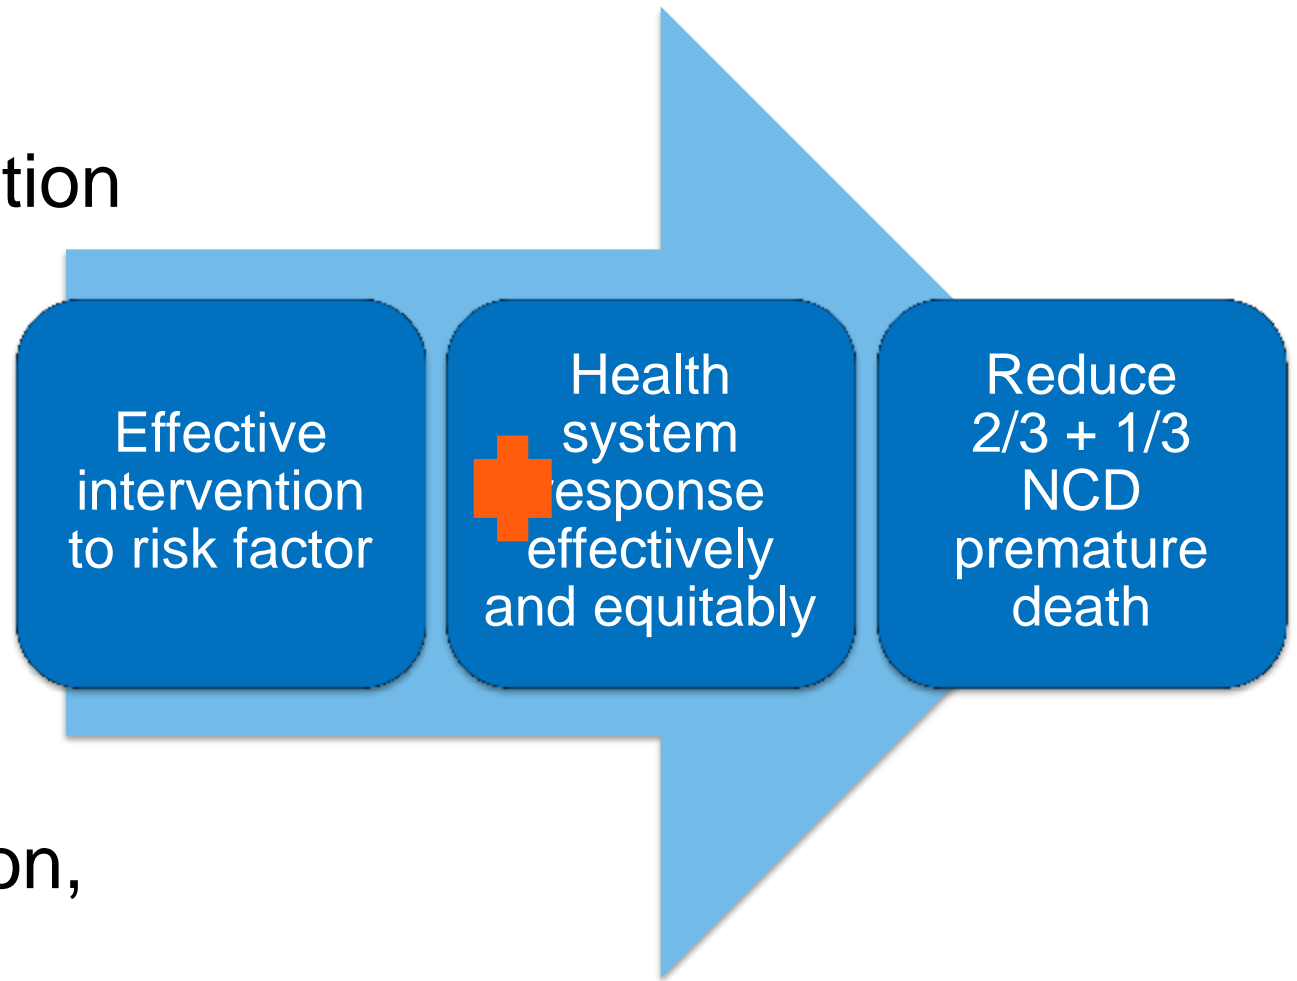 tion
Effective
intervention
to risk factor
Health
system
response
effectively
and equitably
Reduce
2/3 + 1/3
NCD
premature
death
on,